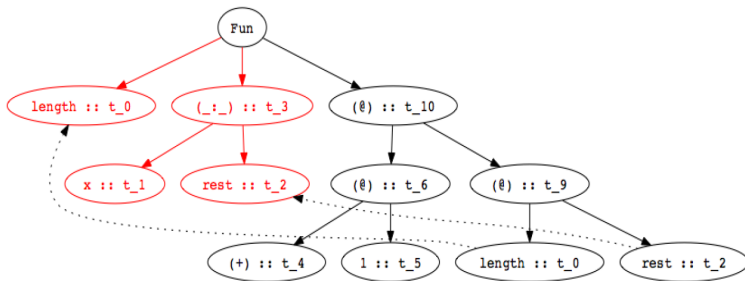 Fun
length :: t_0
(_:_) :: t_3
(@) :: t_10
x :: t_1
rest :: t_2
(@) :: t_6
(@) :: t_9
(+) :: t_4
1 :: t_5
length :: t_0
rest :: t_2